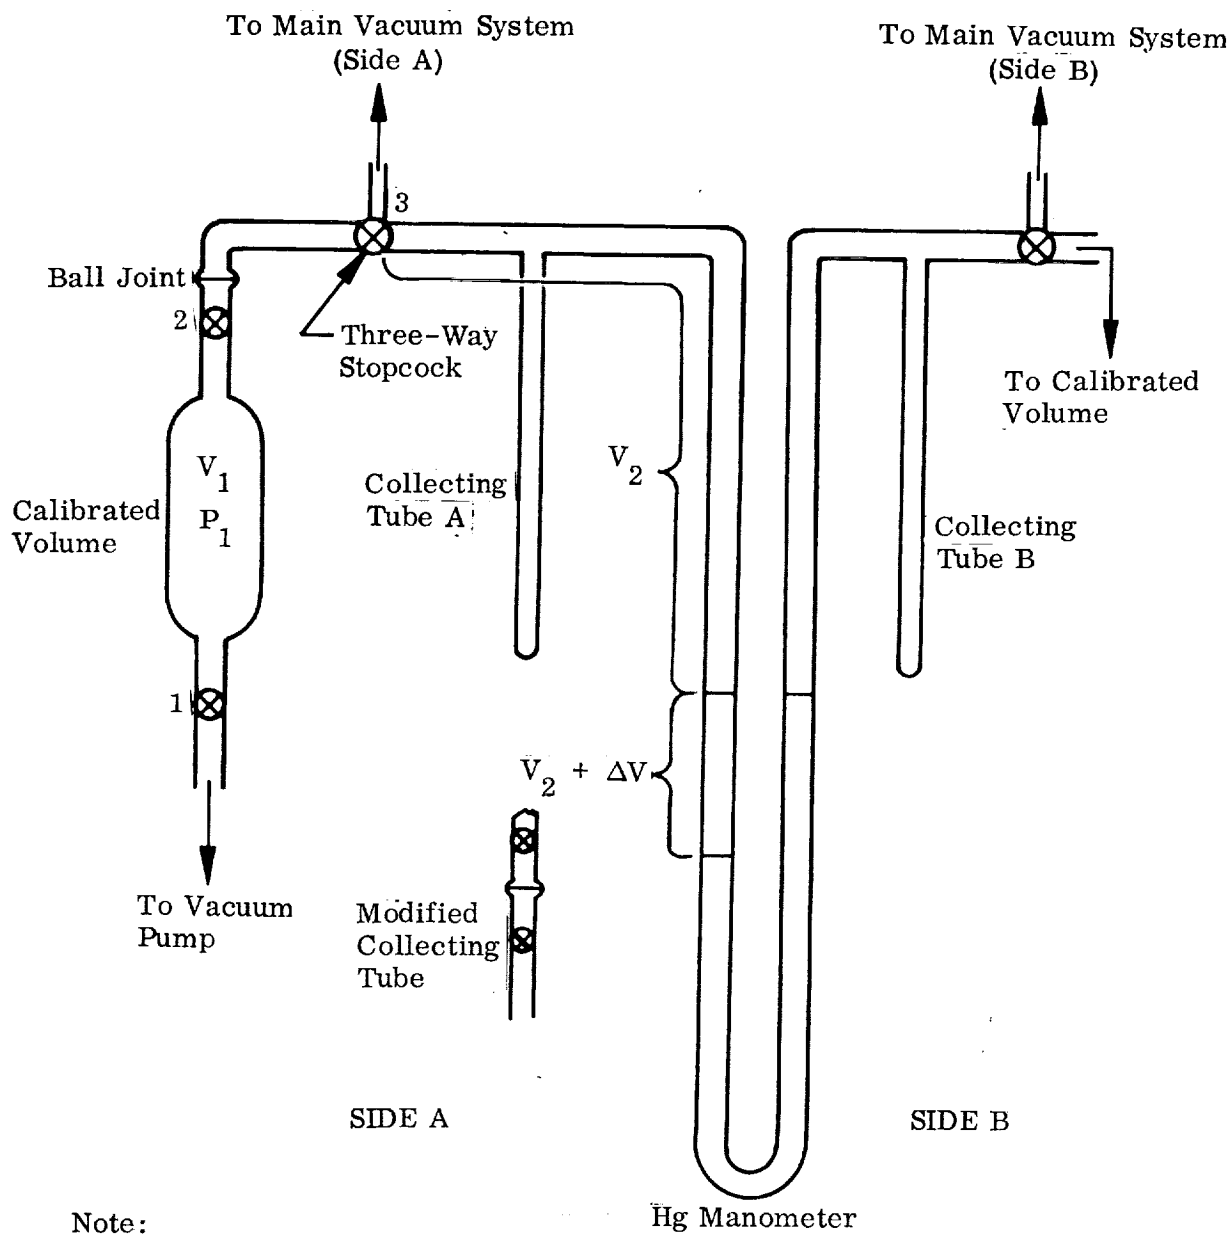 To Main Vacuum System
(Side A)
To Main Vacuum System
(Side B)
3
Ball Joint
2
Three-Way
Stopcock
To Calibrated
Volume
V2
V1
P1
Calibrated
Volume
Collecting
Tube A
Collecting
Tube B
1
V2 + ΔV
To Vacuum
Pump
Modified
Collecting
Tube
SIDE A
SIDE B
Hg Manometer
Note: